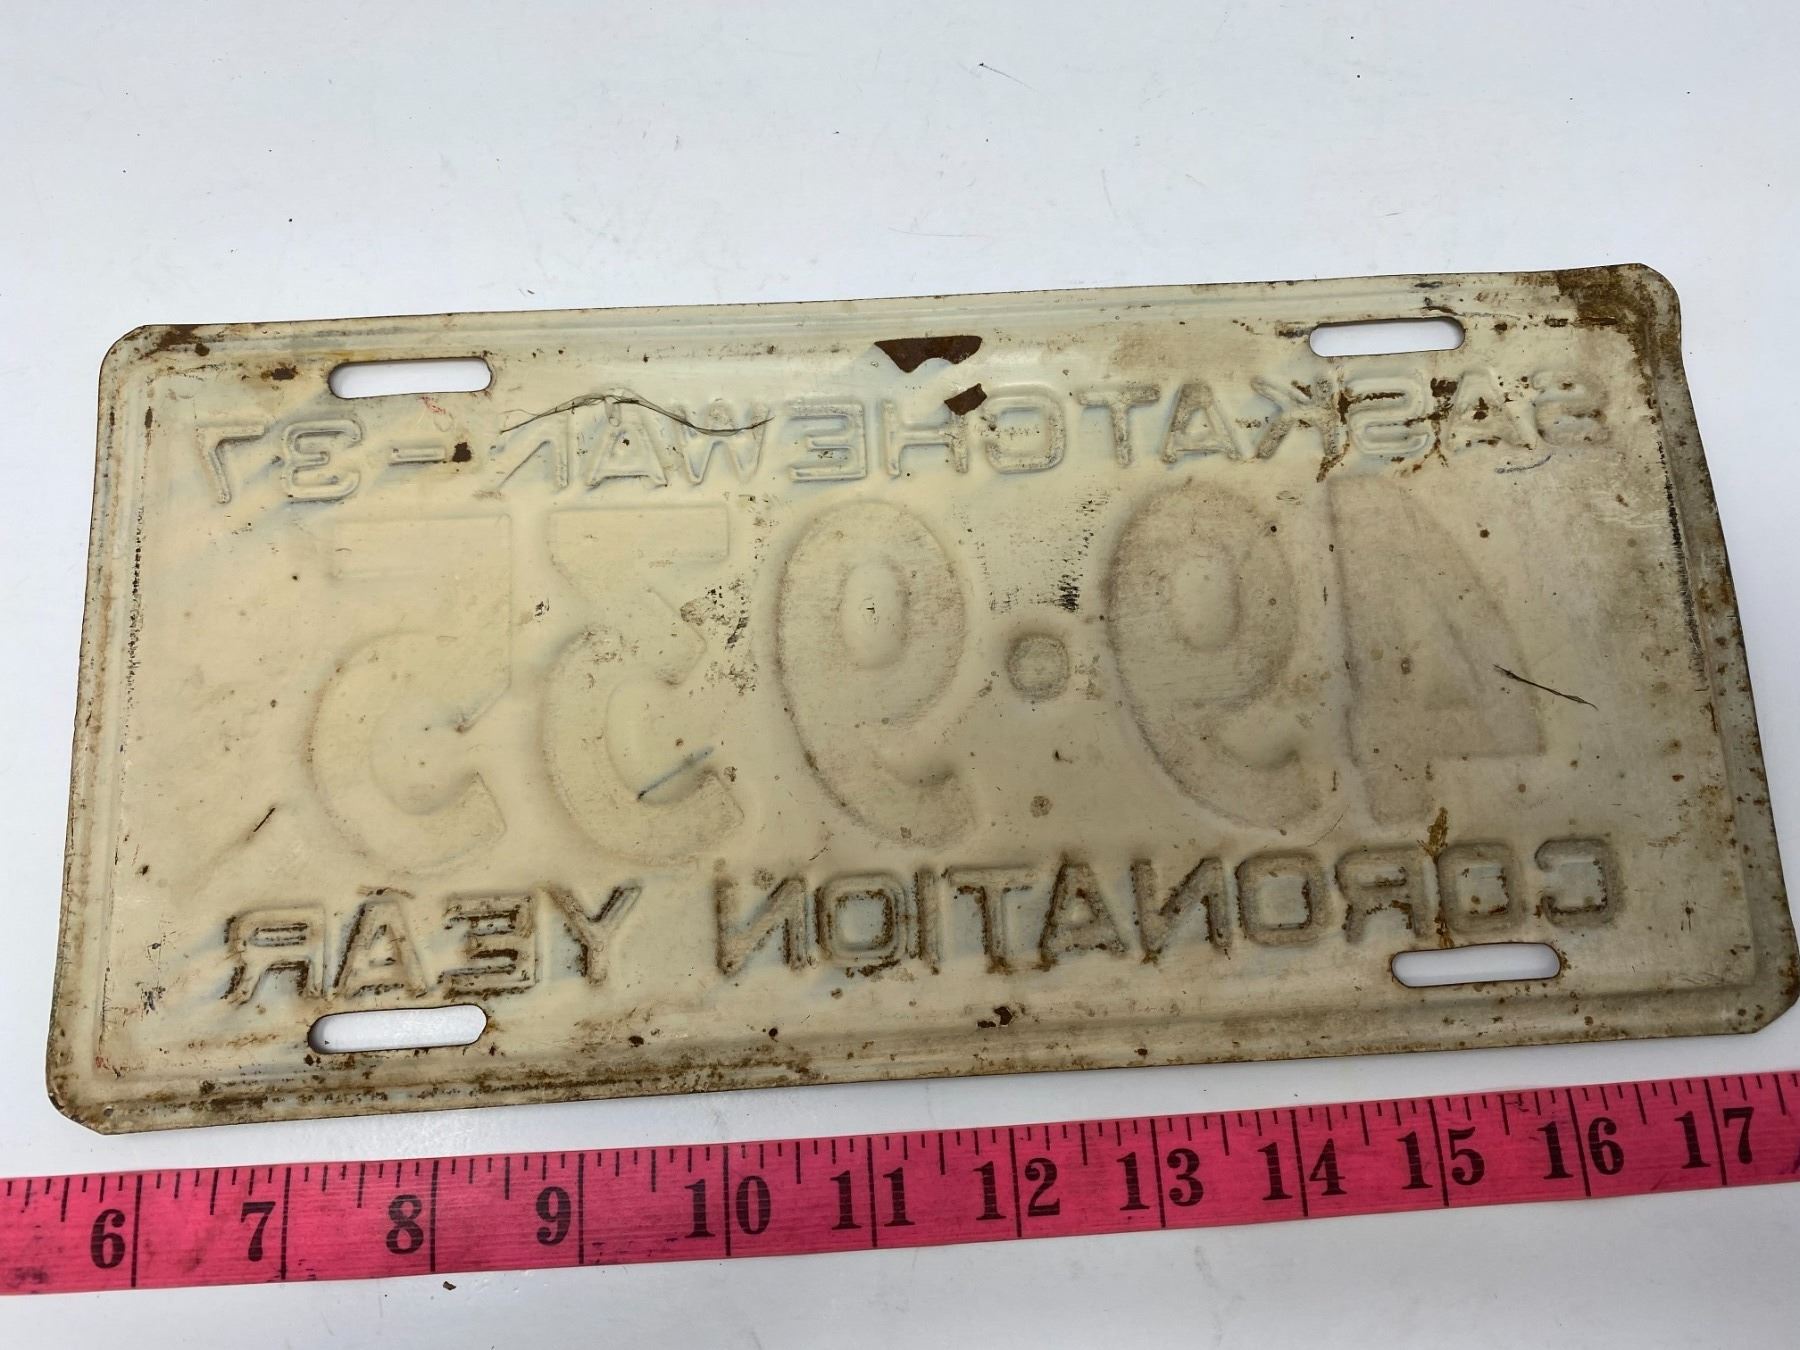 SASKATCHEWAN - 37
49·955
CORONATION YEAR
6 7 8 9 10 11 12 13 14 15 16 17